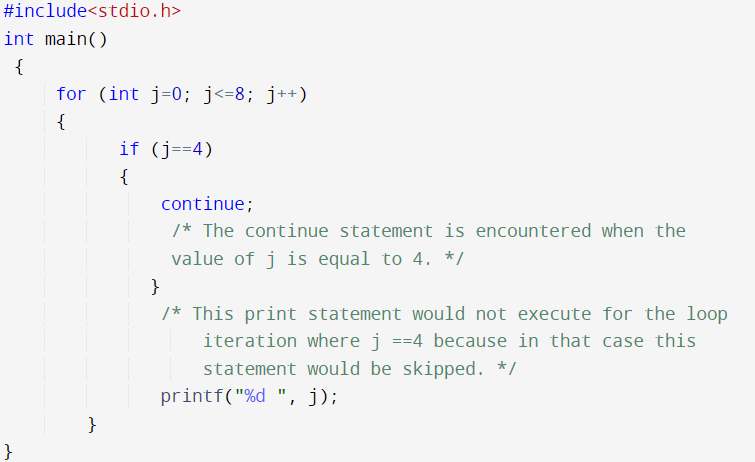 #include<stdio.h>
int main()
{
for (int j=0; j<=8; j++)
{
if (j==4)
{
continue;
/* The continue statement is encountered when the
value of j is equal to 4. */
}
/* This print statement would not execute for the loop
iteration where j ==4 because in that case this
statement would be skipped. */
printf("%d ", j);
}
}